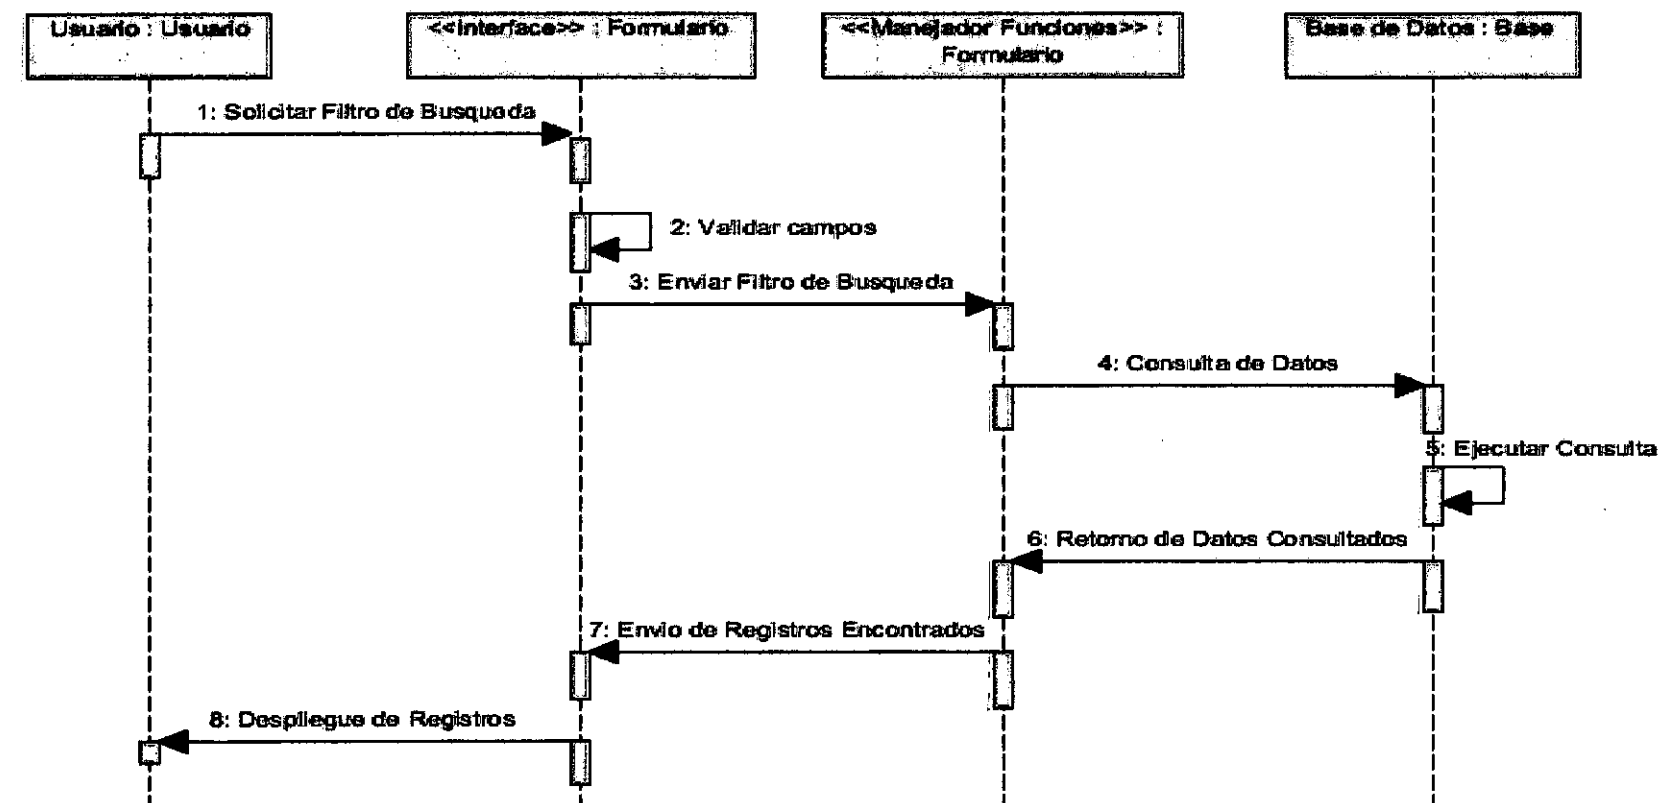 Usuario : Usuario
<<Interface>> : Formulario
<<Manejador Funciones>> :
Formulario
Base de Datos : Base
1: Solicitar Filtro de Busqueda
2: Validar campos
3: Enviar Filtro de Busqueda
4: Consulta de Datos
5: Ejecutar Consulta
6: Retorno de Datos Consultados
7: Envio de Registros Encontrados
8: Despliegue de Registros